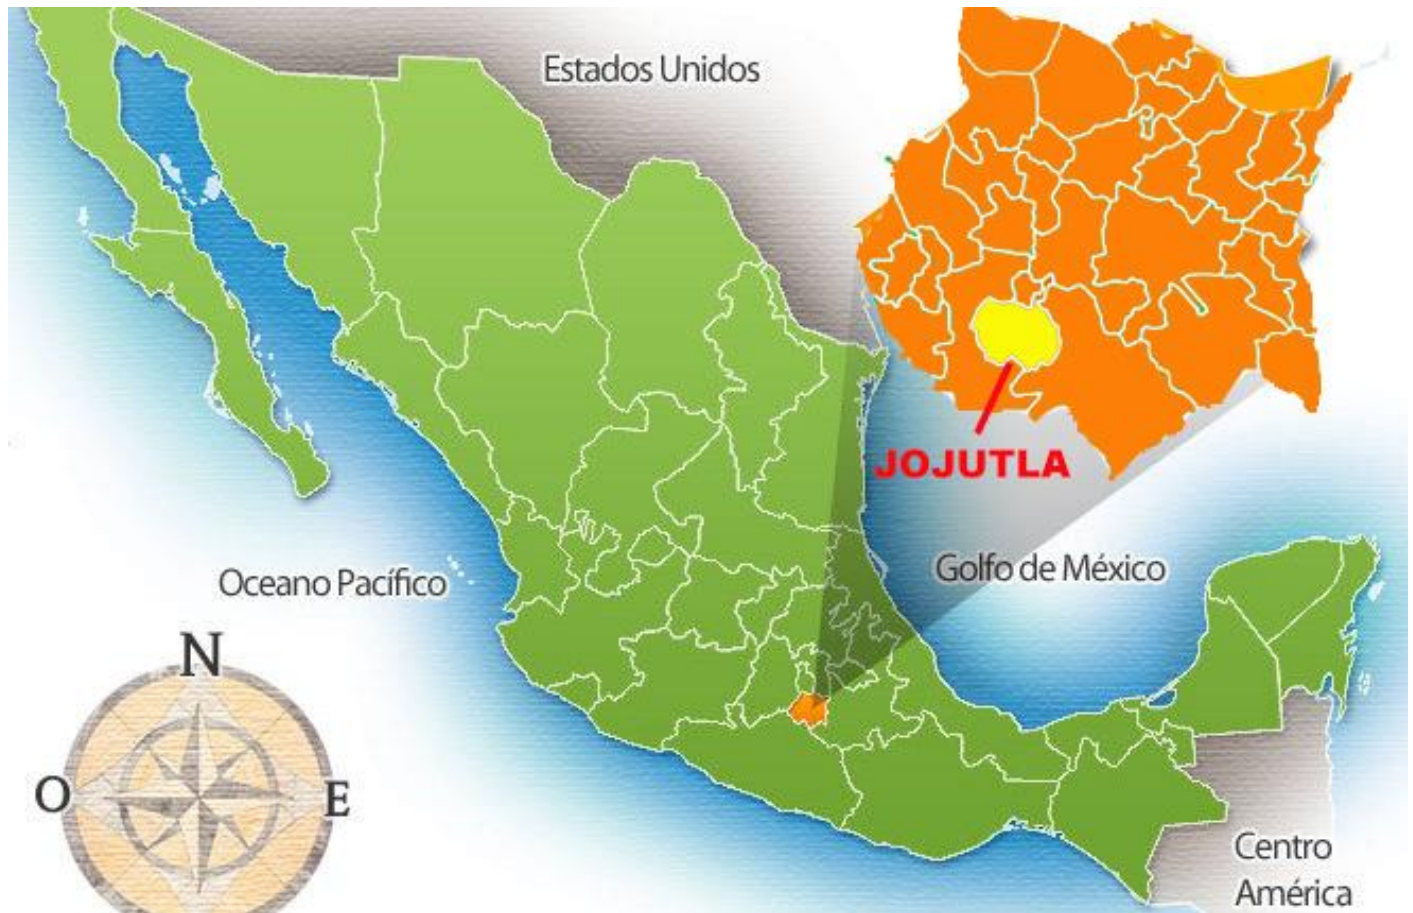 Estados Unidos
JOJUTLA
Golfo de México
Oceano Pacífico
N
O
E
Centro
América